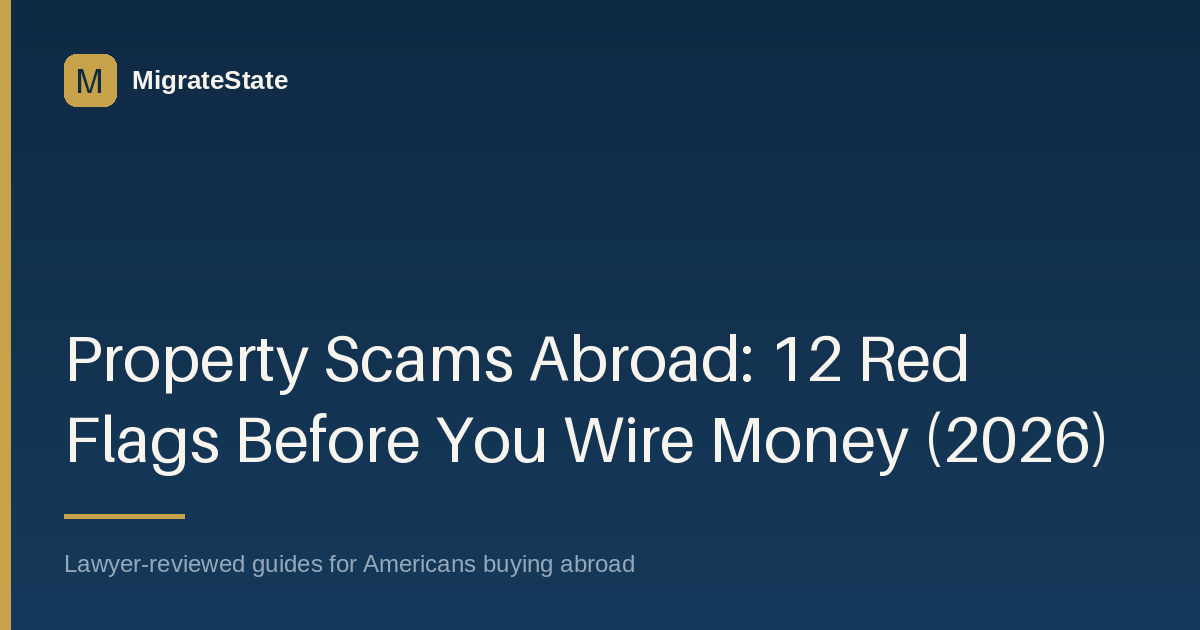 M
MigrateState
Property Scams Abroad: 12 Red
Flags Before You Wire Money (2026)
Lawyer-reviewed guides for Americans buying abroad